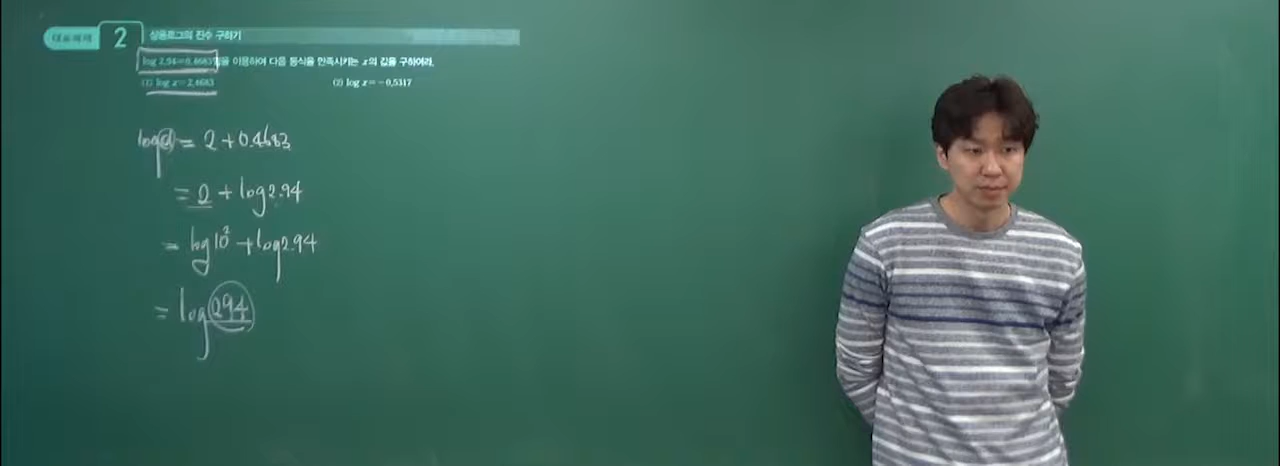 대표예제 2 상용로그의 진수 구하기
log 2.94=0.4683임을 이용하여 다음 등식을 만족시키는 x의 값을 구하여라.
(1) log x=2.4683 (2) log x=-0.5317
log x = 2 + 0.4683
= 2 + log 2.94
= log 10² + log 2.94
= log 294